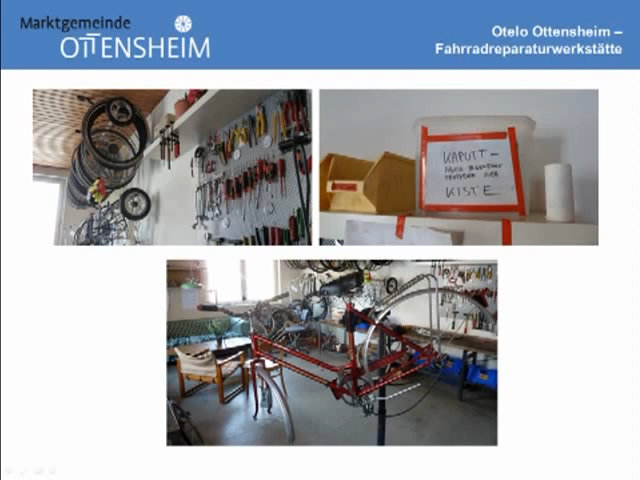 Marktgemeinde
OTTENSHEIM
Otelo Ottensheim –
Fahrradreparaturwerkstätte
KAPUTT –
KISTE